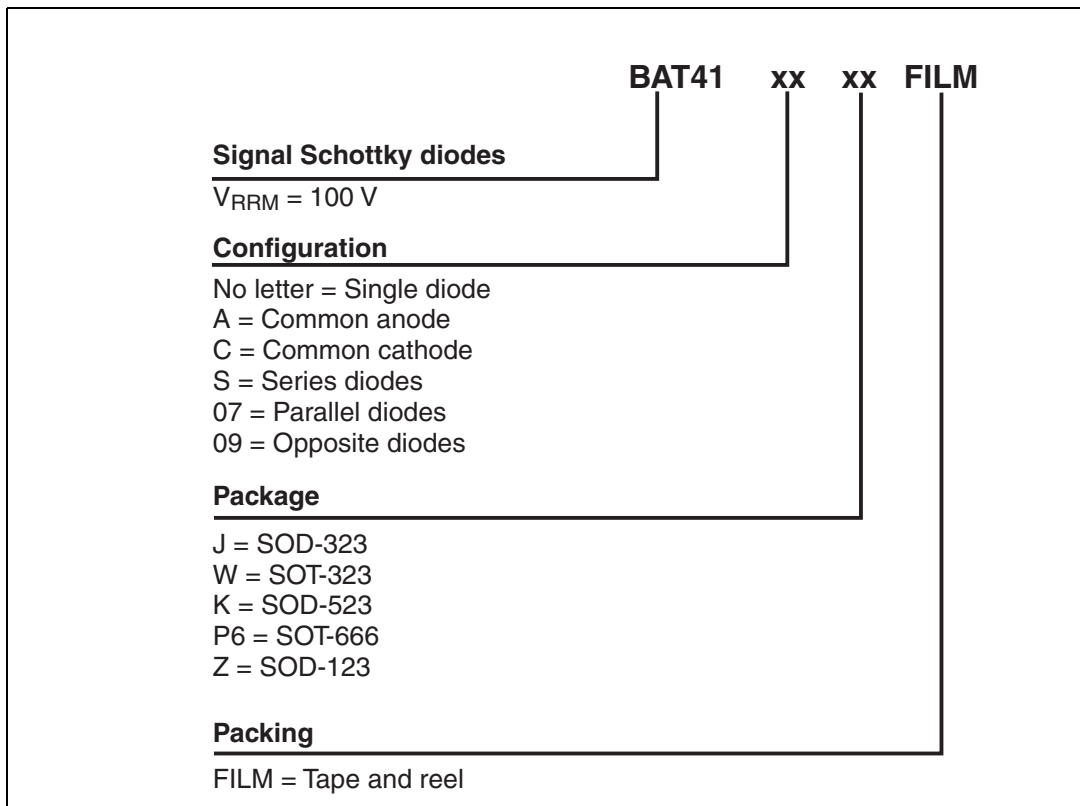 BAT41 xx xx FILM
Signal Schottky diodes
VRRM = 100 V
Configuration
No letter = Single diode
A = Common anode
C = Common cathode
S = Series diodes
07 = Parallel diodes
09 = Opposite diodes
Package
J = SOD-323
W = SOT-323
K = SOD-523
P6 = SOT-666
Z = SOD-123
Packing
FILM = Tape and reel